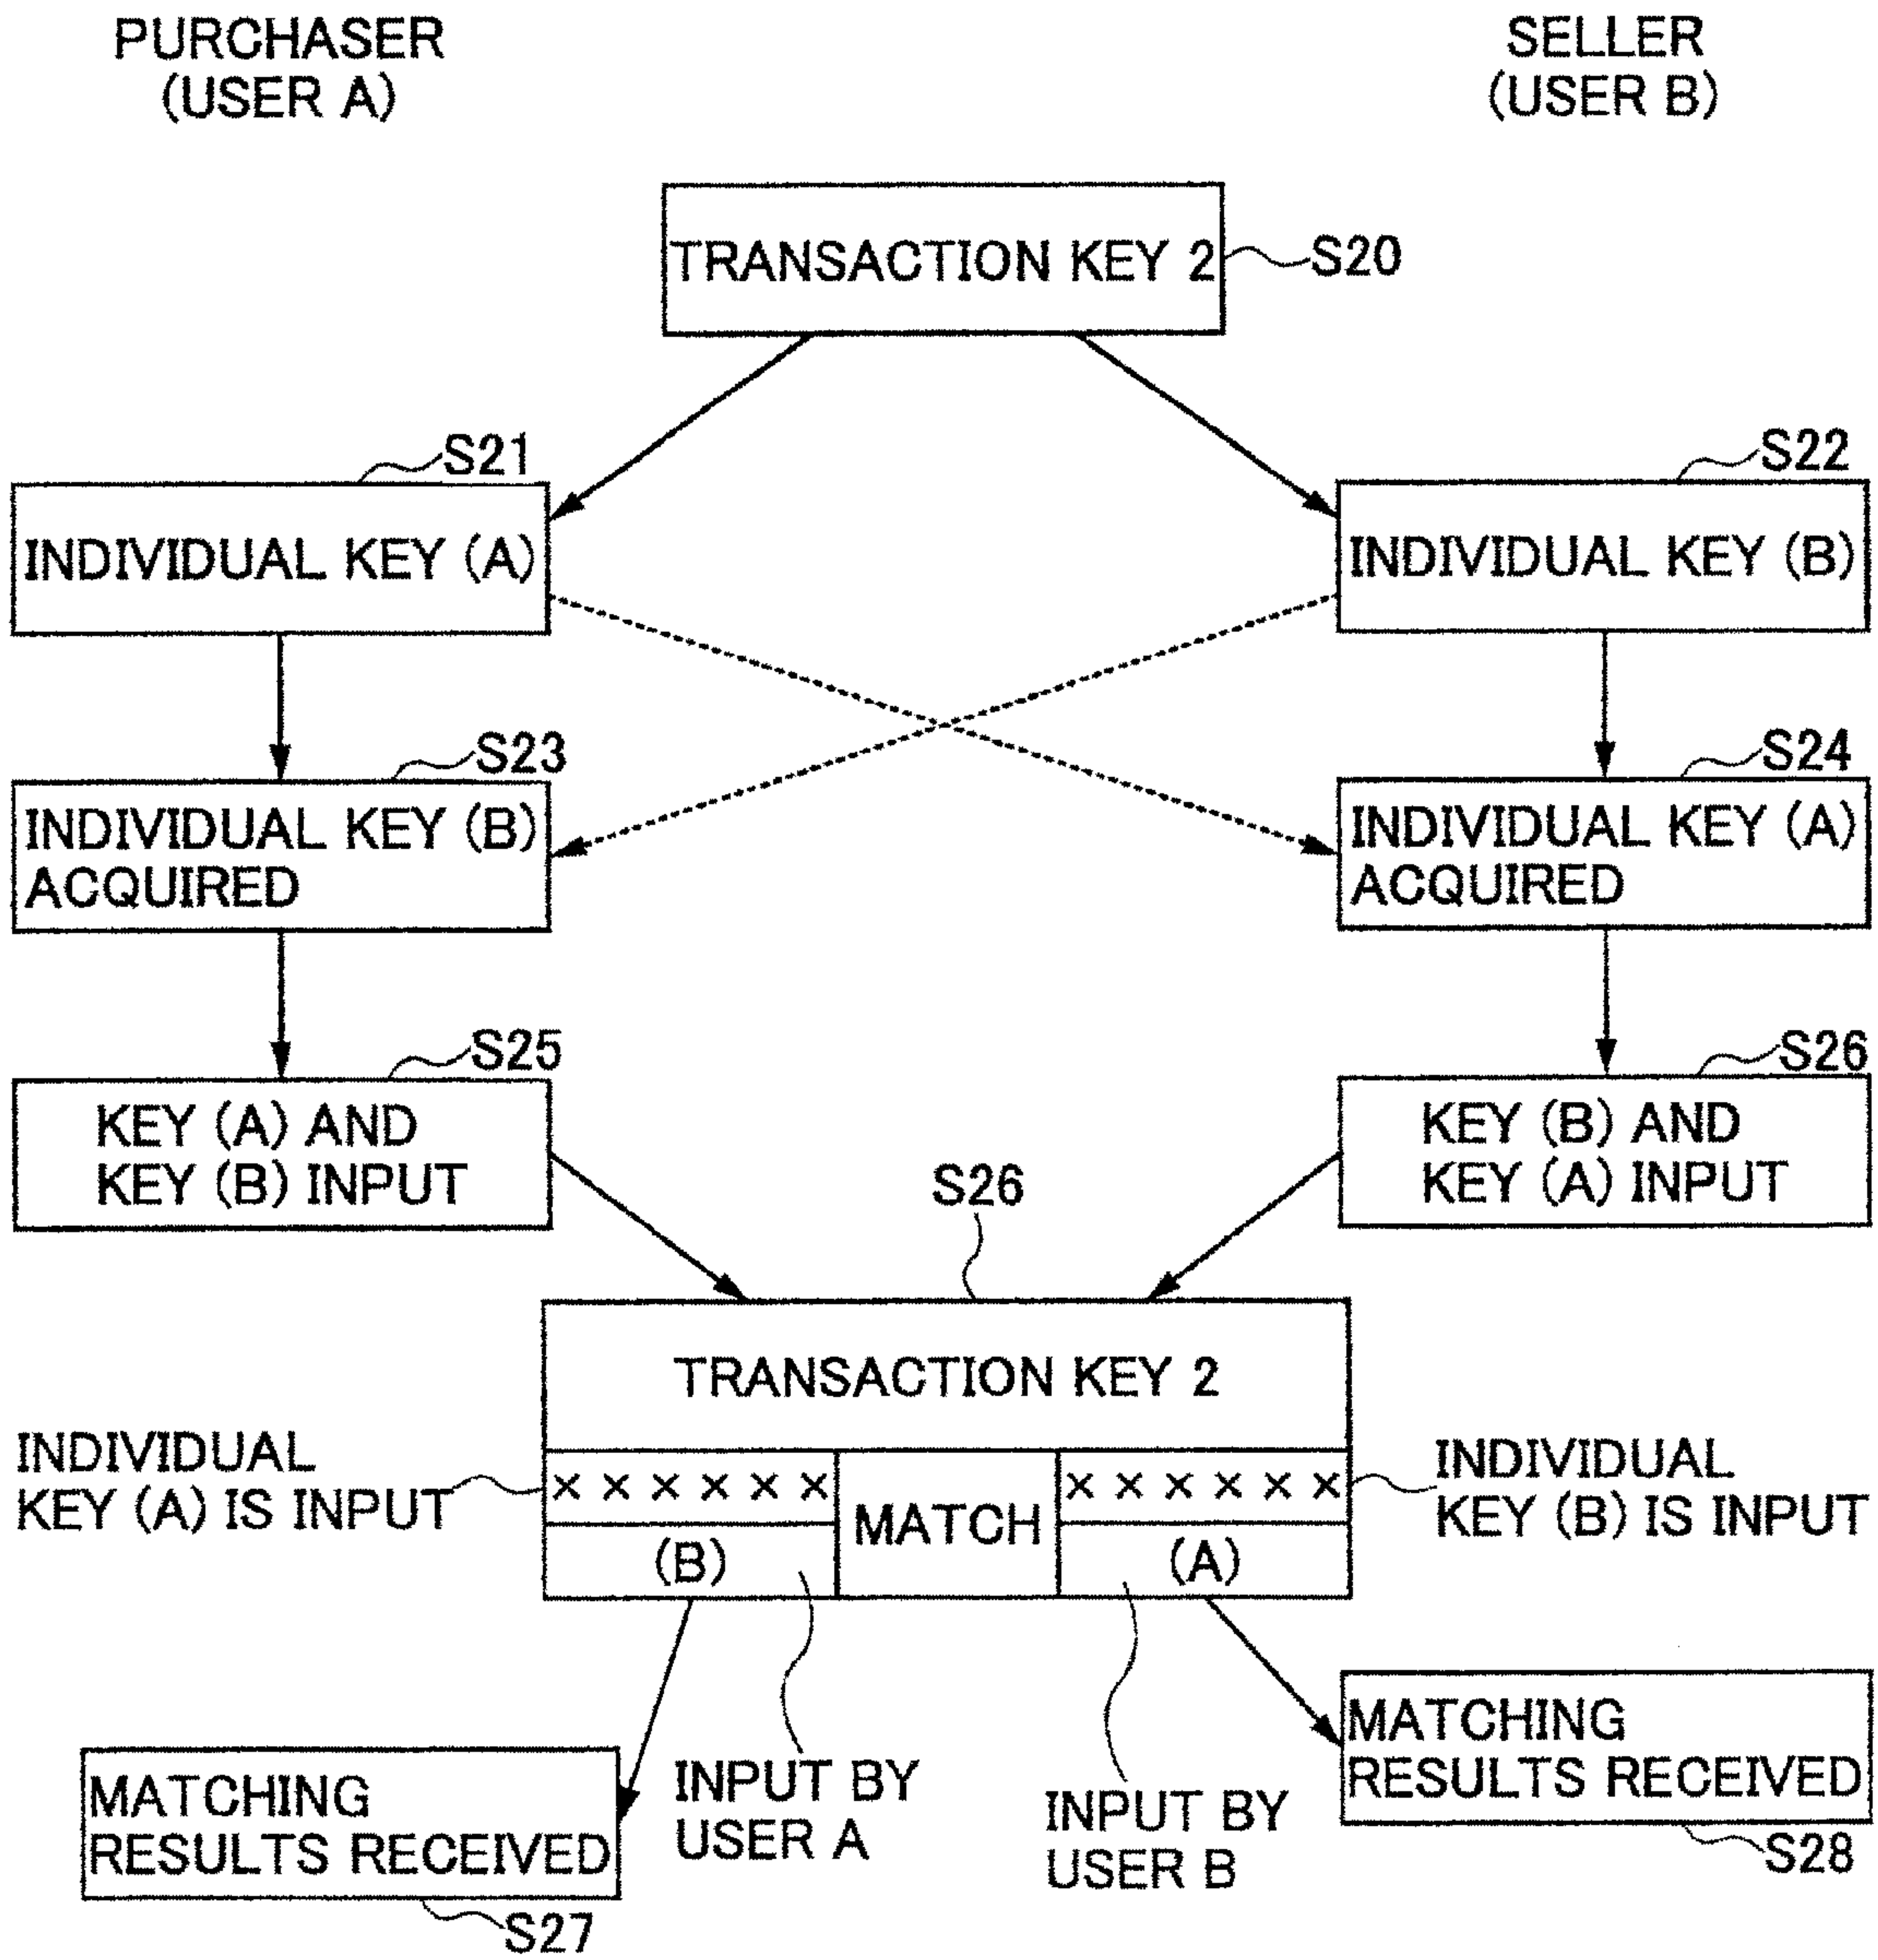 PURCHASER
(USER A)
SELLER
(USER B)
TRANSACTION KEY 2
S20
S21
INDIVIDUAL KEY (A)
S22
INDIVIDUAL KEY (B)
S23
INDIVIDUAL KEY (B)
ACQUIRED
S24
INDIVIDUAL KEY (A)
ACQUIRED
S25
KEY (A) AND
KEY (B) INPUT
S26
KEY (B) AND
KEY (A) INPUT
S26
TRANSACTION KEY 2
INDIVIDUAL
KEY (A) IS INPUT
× × × × × ×
(B)
MATCH
× × × × × ×
(A)
INDIVIDUAL
KEY (B) IS INPUT
INPUT BY
USER A
INPUT BY
USER B
MATCHING
RESULTS RECEIVED
S27
MATCHING
RESULTS RECEIVED
S28